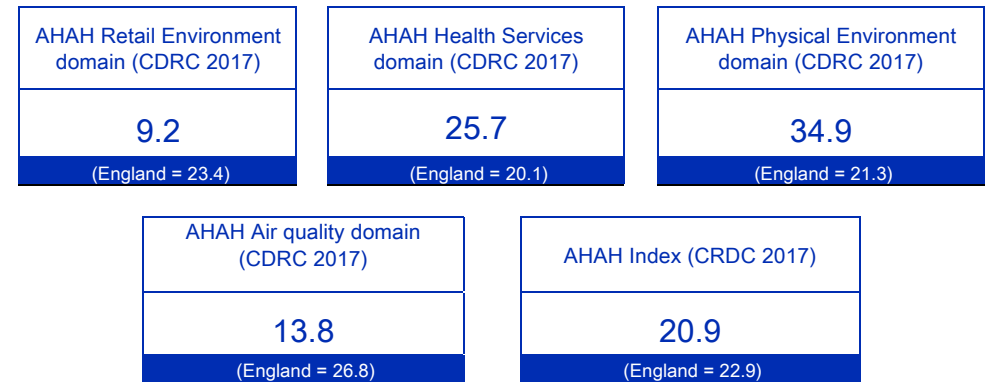 AHAH Retail Environment
domain (CDRC 2017)
9.2
(England = 23.4)
AHAH Health Services
domain (CDRC 2017)
25.7
(England = 20.1)
AHAH Physical Environment
domain (CDRC 2017)
34.9
(England = 21.3)
AHAH Air quality domain
(CDRC 2017)
13.8
(England = 26.8)
AHAH Index (CRDC 2017)
20.9
(England = 22.9)